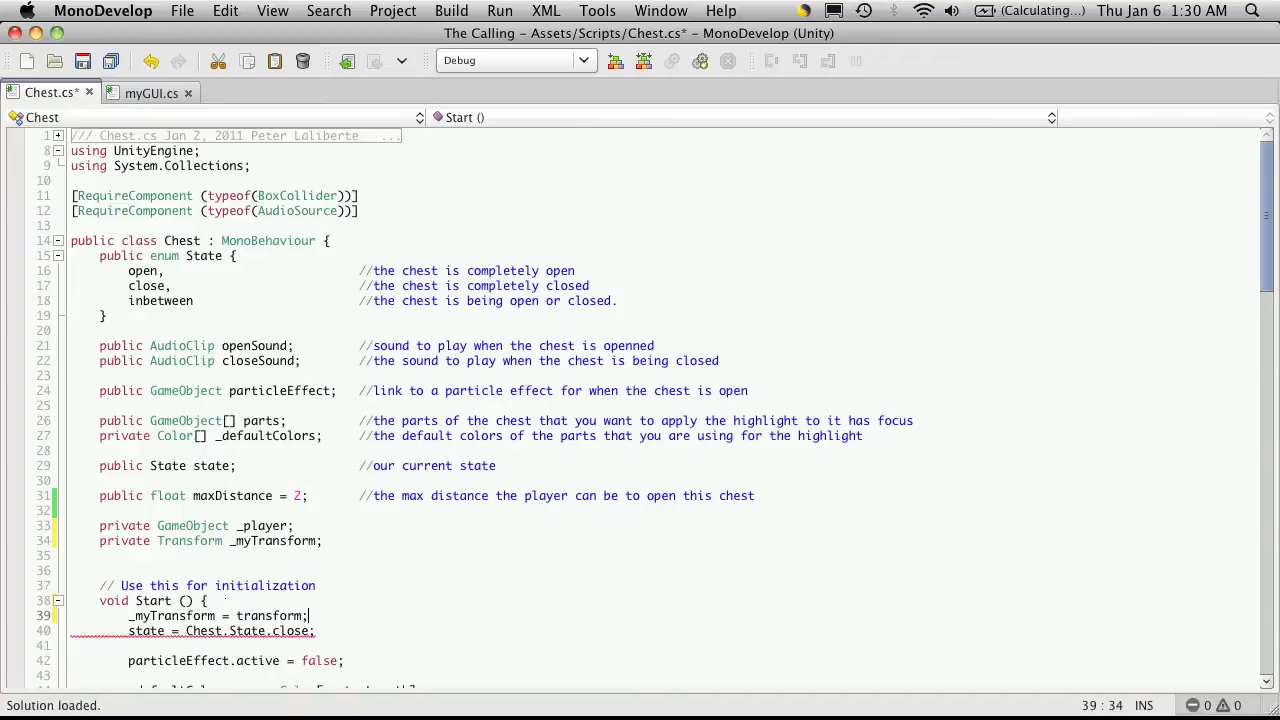 MonoDevelop File Edit View Search Project Build Run XML Tools Window Help (Calculating...) Thu Jan 6 1:30 AM
The Calling - Assets/Scripts/Chest.cs* - MonoDevelop (Unity)
Debug
Chest.cs* myGUI.cs
Chest Start ()
1 /// Chest.cs Jan 2, 2011 Peter Laliberte ...
8 using UnityEngine;
9 using System.Collections;
10
11 [RequireComponent (typeof(BoxCollider))]
12 [RequireComponent (typeof(AudioSource))]
13
14 public class Chest : MonoBehaviour {
15 public enum State {
16 open, //the chest is completely open
17 close, //the chest is completely closed
18 inbetween //the chest is being open or closed.
19 }
20
21 public AudioClip openSound; //sound to play when the chest is openned
22 public AudioClip closeSound; //the sound to play when the chest is being closed
23
24 public GameObject particleEffect; //link to a particle effect for when the chest is open
25
26 public GameObject[] parts; //the parts of the chest that you want to apply the highlight to it has focus
27 private Color[] _defaultColors; //the default colors of the parts that you are using for the highlight
28
29 public State state; //our current state
30
31 public float maxDistance = 2; //the max distance the player can be to open this chest
32
33 private GameObject _player;
34 private Transform _myTransform;
35
36
37 // Use this for initialization
38 void Start () {
39 _myTransform = transform;
40 state = Chest.State.close;
41
42 particleEffect.active = false;
43
Solution loaded. 39 : 34 INS 0 0